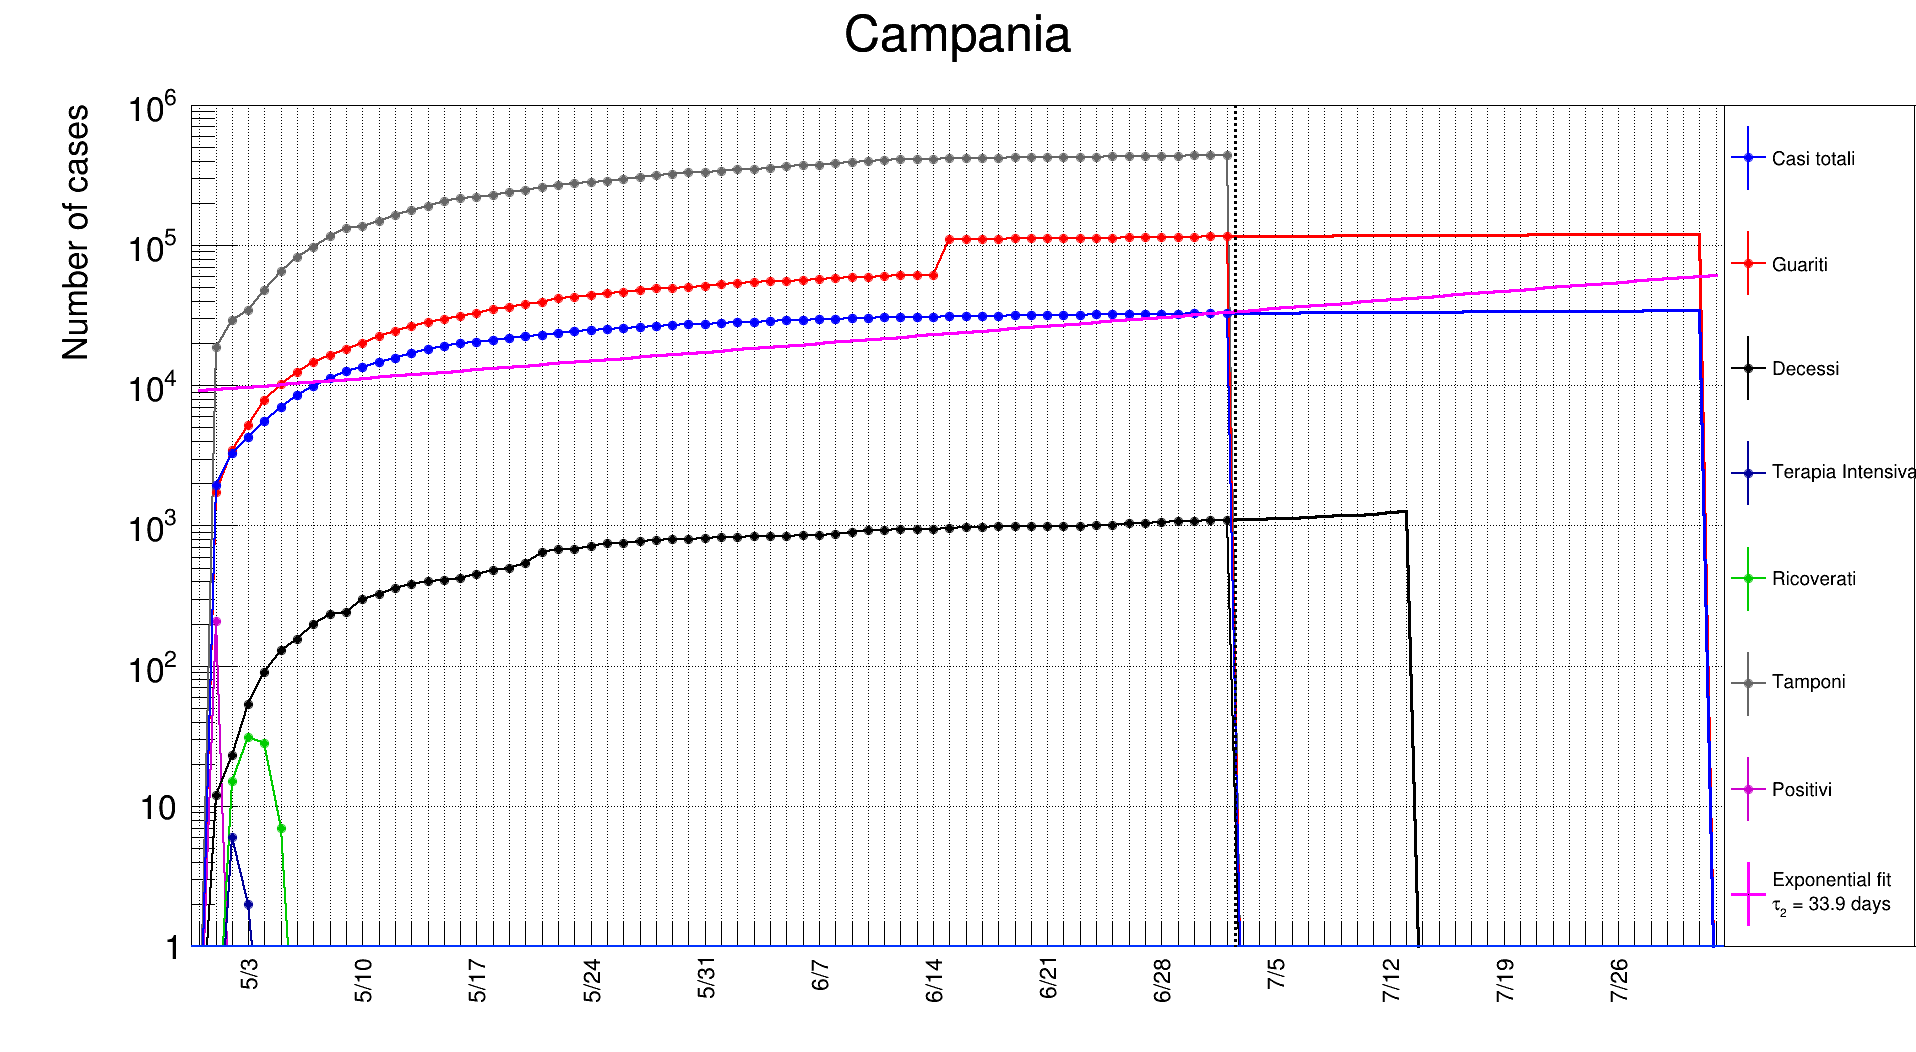 Campania
Number of cases
10^6
10^5
10^4
10^3
10^2
10
1
5/3
5/10
5/17
5/24
5/31
6/7
6/14
6/21
6/28
7/5
7/12
7/19
7/26
Casi totali
Guariti
Decessi
Terapia Intensiva
Ricoverati
Tamponi
Positivi
Exponential fit
τ_2 = 33.9 days